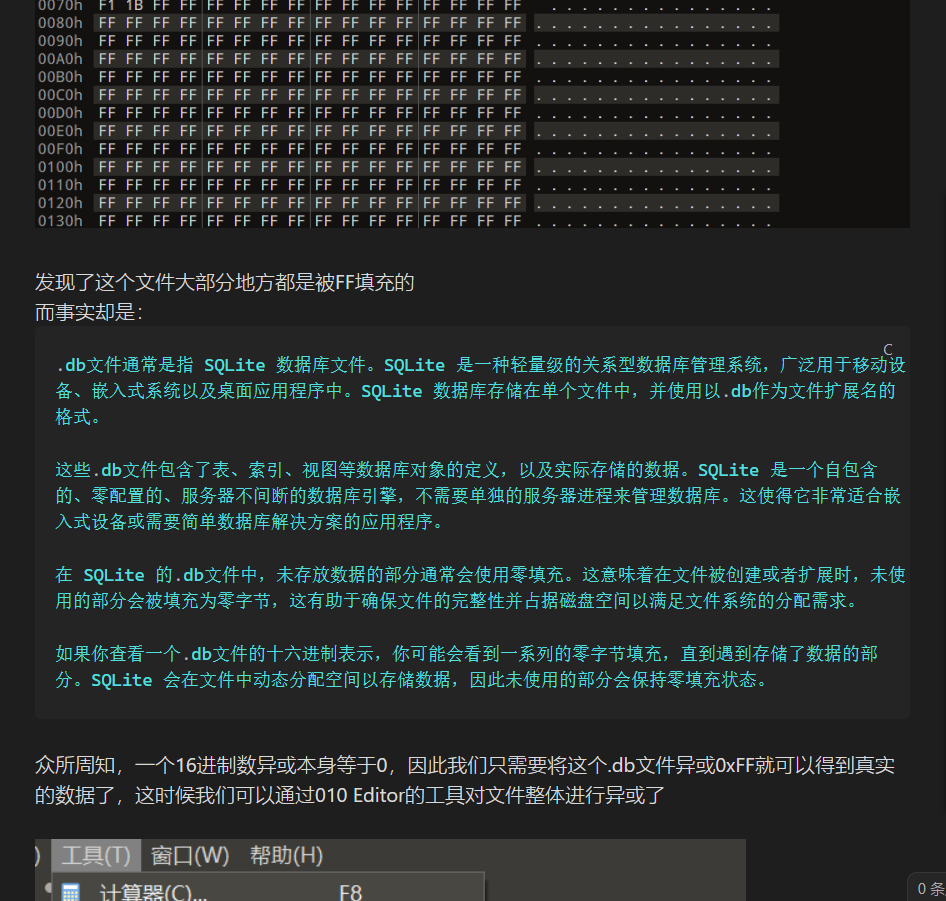 0070h F1 1B FF FF FF FF FF FF FF FF FF FF FF FF FF FF . . . . . . . . . . . . . . . .
0080h FF FF FF FF FF FF FF FF FF FF FF FF FF FF FF FF . . . . . . . . . . . . . . . .
0090h FF FF FF FF FF FF FF FF FF FF FF FF FF FF FF FF . . . . . . . . . . . . . . . .
00A0h FF FF FF FF FF FF FF FF FF FF FF FF FF FF FF FF . . . . . . . . . . . . . . . .
00B0h FF FF FF FF FF FF FF FF FF FF FF FF FF FF FF FF . . . . . . . . . . . . . . . .
00C0h FF FF FF FF FF FF FF FF FF FF FF FF FF FF FF FF . . . . . . . . . . . . . . . .
00D0h FF FF FF FF FF FF FF FF FF FF FF FF FF FF FF FF . . . . . . . . . . . . . . . .
00E0h FF FF FF FF FF FF FF FF FF FF FF FF FF FF FF FF . . . . . . . . . . . . . . . .
00F0h FF FF FF FF FF FF FF FF FF FF FF FF FF FF FF FF . . . . . . . . . . . . . . . .
0100h FF FF FF FF FF FF FF FF FF FF FF FF FF FF FF FF . . . . . . . . . . . . . . . .
0110h FF FF FF FF FF FF FF FF FF FF FF FF FF FF FF FF . . . . . . . . . . . . . . . .
0120h FF FF FF FF FF FF FF FF FF FF FF FF FF FF FF FF . . . . . . . . . . . . . . . .
0130h FF FF FF FF FF FF FF FF FF FF FF FF FF FF FF FF . . . . . . . . . . . . . . . .
发现了这个文件大部分地方都是被FF填充的
而事实却是：
C
.db文件通常是指 SQLite 数据库文件。SQLite 是一种轻量级的关系型数据库管理系统，广泛用于移动设
备、嵌入式系统以及桌面应用程序中。SQLite 数据库存储在单个文件中，并使用以.db作为文件扩展名的
格式。
这些.db文件包含了表、索引、视图等数据库对象的定义，以及实际存储的数据。SQLite 是一个自包含
的、零配置的、服务器不间断的数据库引擎，不需要单独的服务器进程来管理数据库。这使得它非常适合嵌
入式设备或需要简单数据库解决方案的应用程序。
在 SQLite 的.db文件中，未存放数据的部分通常会使用零填充。这意味着在文件被创建或者扩展时，未使
用的部分会被填充为零字节，这有助于确保文件的完整性并占据磁盘空间以满足文件系统的分配需求。
如果你查看一个.db文件的十六进制表示，你可能会看到一系列的零字节填充，直到遇到存储了数据的部
分。SQLite 会在文件中动态分配空间以存储数据，因此未使用的部分会保持零填充状态。
众所周知，一个16进制数异或本身等于0，因此我们只需要将这个.db文件异或0xFF就可以得到真实
的数据了，这时候我们可以通过010 Editor的工具对文件整体进行异或了
) 工具(T) 窗口(W) 帮助(H)
计算器(C)... F8
0 条